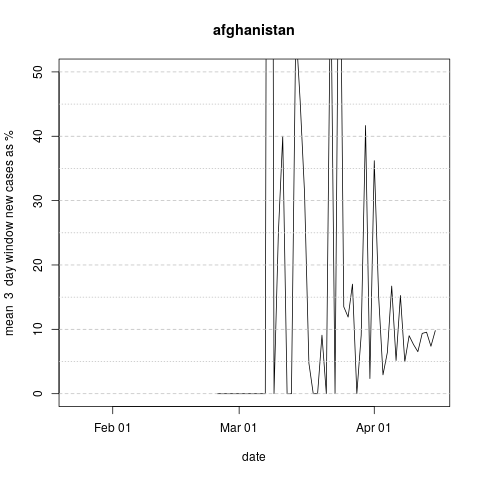 afghanistan
mean 3 day window new cases as %
50
40
30
20
10
0
Feb 01
Mar 01
Apr 01
date